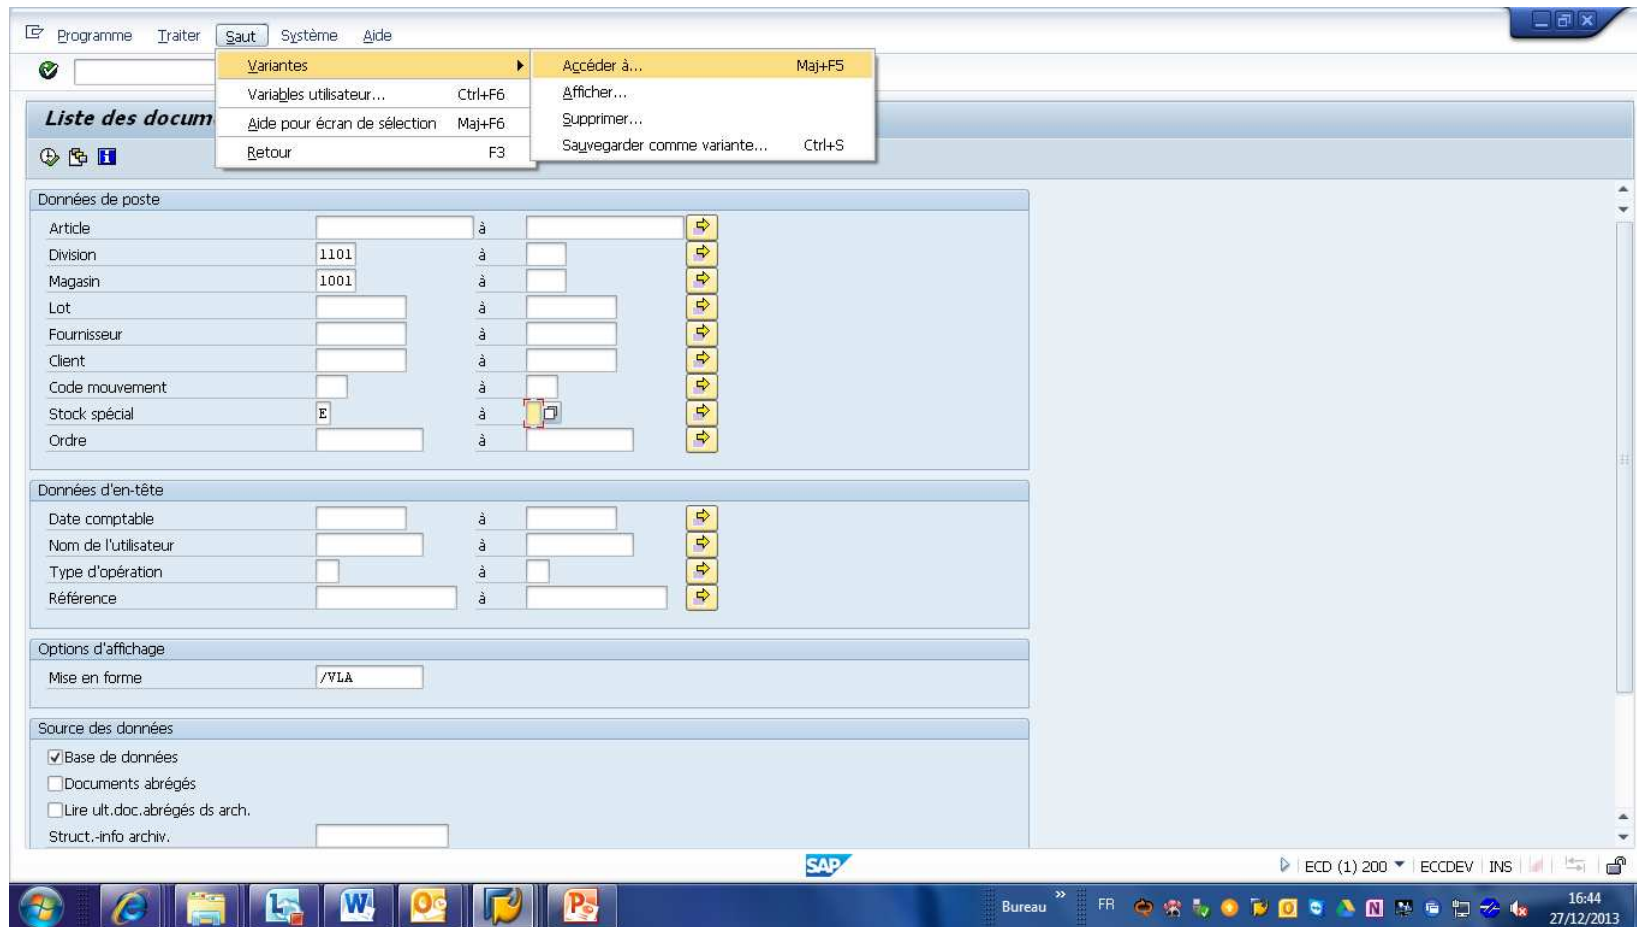 Programme Traiter Saut Système Aide
Variantes
Variables utilisateur... Ctrl+F6
Aide pour écran de sélection Maj+F6
Retour F3
Accéder à... Maj+F5
Afficher...
Supprimer...
Sauvegarder comme variante... Ctrl+S
Liste des docum
Données de poste
Article à
Division 1101 à
Magasin 1001 à
Lot à
Fournisseur à
Client à
Code mouvement à
Stock spécial E à
Ordre à
Données d'en-tête
Date comptable à
Nom de l'utilisateur à
Type d'opération à
Référence à
Options d'affichage
Mise en forme /VLA
Source des données
Base de données
Documents abrégés
Lire ult.doc.abrégés ds arch.
Struct.-info archiv.
SAP
ECD (1) 200 ECCDEV INS
Bureau » FR 16:44
27/12/2013